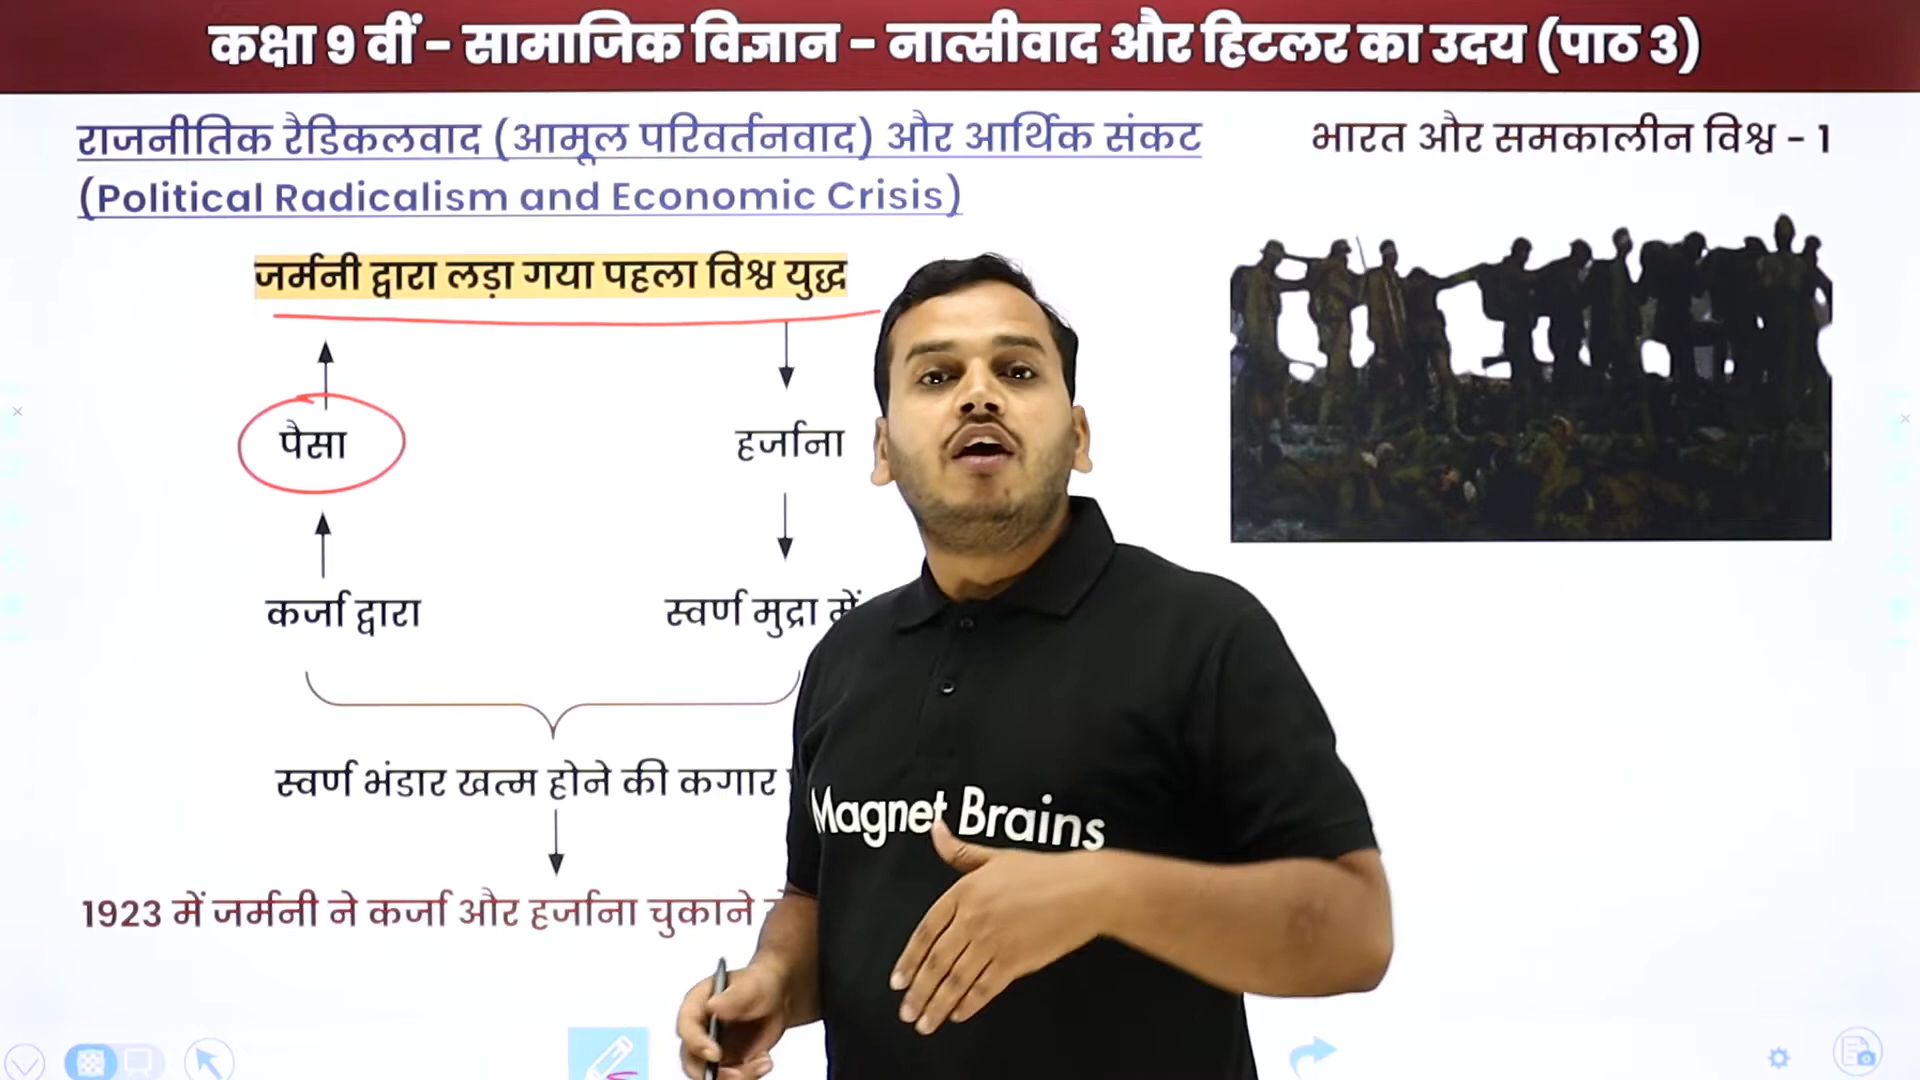 कक्षा 9 वीं - सामाजिक विज्ञान - नात्सीवाद और हिटलर का उदय (पाठ 3)
राजनीतिक रैडिकलवाद (आमूल परिवर्तनवाद) और आर्थिक संकट
(Political Radicalism and Economic Crisis)
भारत और समकालीन विश्व - 1
जर्मनी द्वारा लड़ा गया पहला विश्व युद्ध
पैसा
हर्जाना
कर्जा द्वारा
स्वर्ण मुद्रा में
स्वर्ण भंडार खत्म होने की कगार
1923 में जर्मनी ने कर्जा और हर्जाना चुकाने
Magnet Brains